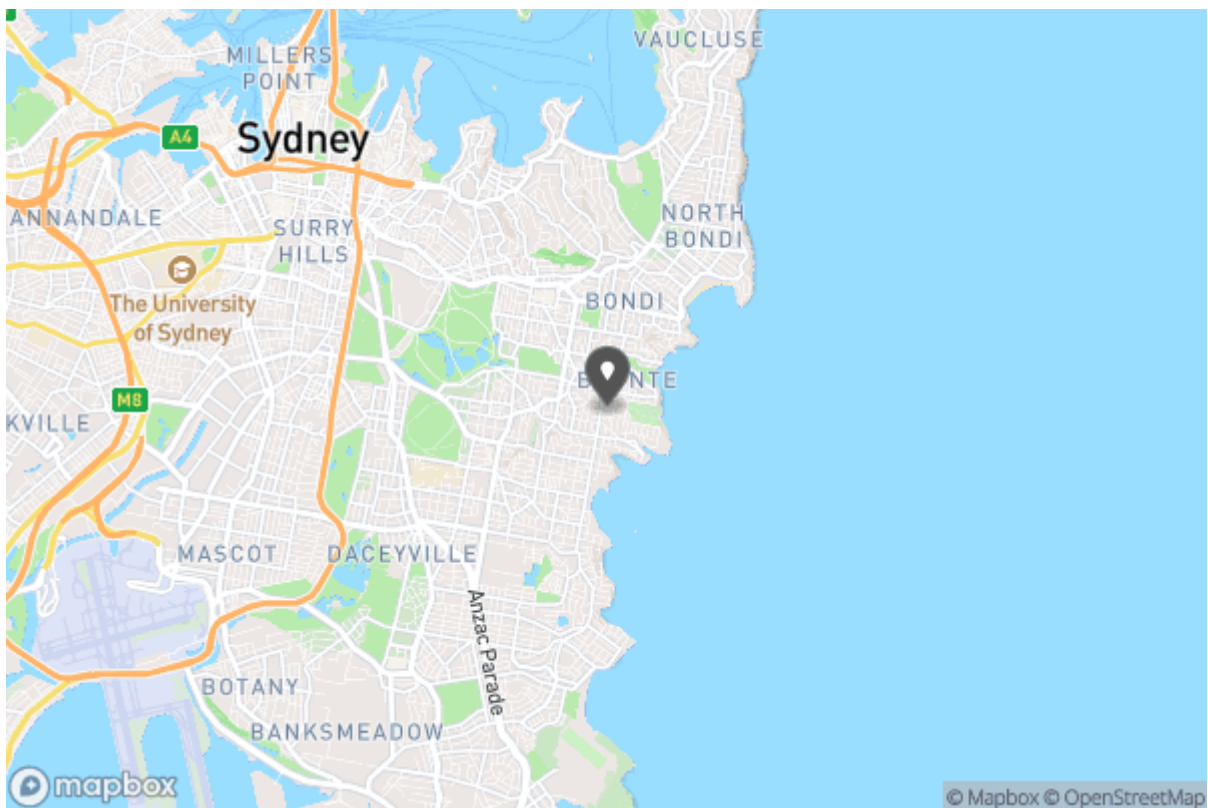 VAUCLUSE
MILLERS
POINT
A4
Sydney
ANNANDALE
SURRY
HILLS
NORTH
BONDI
The University
of Sydney
BONDI
M8
KVILLE
MASCOT
DACEYVILLE
Anzac Parade
BOTANY
BANKSMEADOW
mapbox
© Mapbox © OpenStreetMap